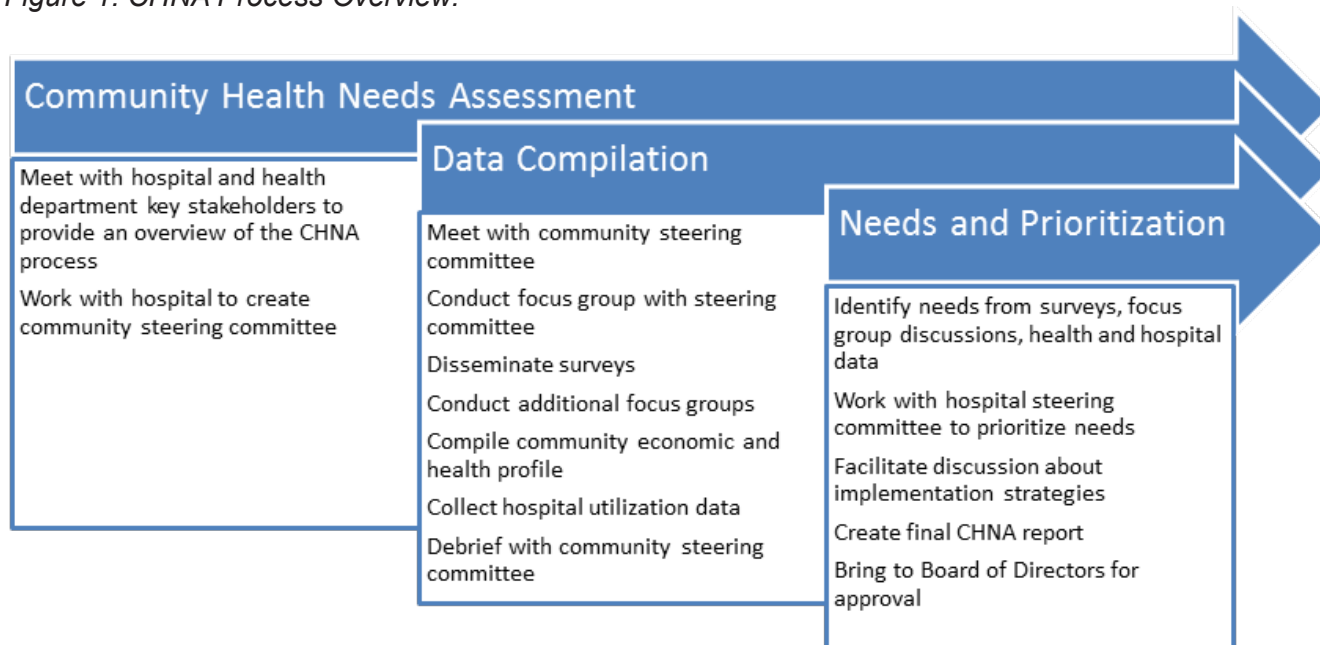 Figure 1. CHNA Process Overview.
Community Health Needs Assessment
Meet with hospital and health
department key stakeholders to
provide an overview of the CHNA
process
Work with hospital to create
community steering committee
Data Compilation
Meet with community steering
committee
Conduct focus group with steering
committee
Disseminate surveys
Conduct additional focus groups
Compile community economic and
health profile
Collect hospital utilization data
Debrief with community steering
committee
Needs and Prioritization
Identify needs from surveys, focus
group discussions, health and hospital
data
Work with hospital steering
committee to prioritize needs
Facilitate discussion about
implementation strategies
Create final CHNA report
Bring to Board of Directors for
approval